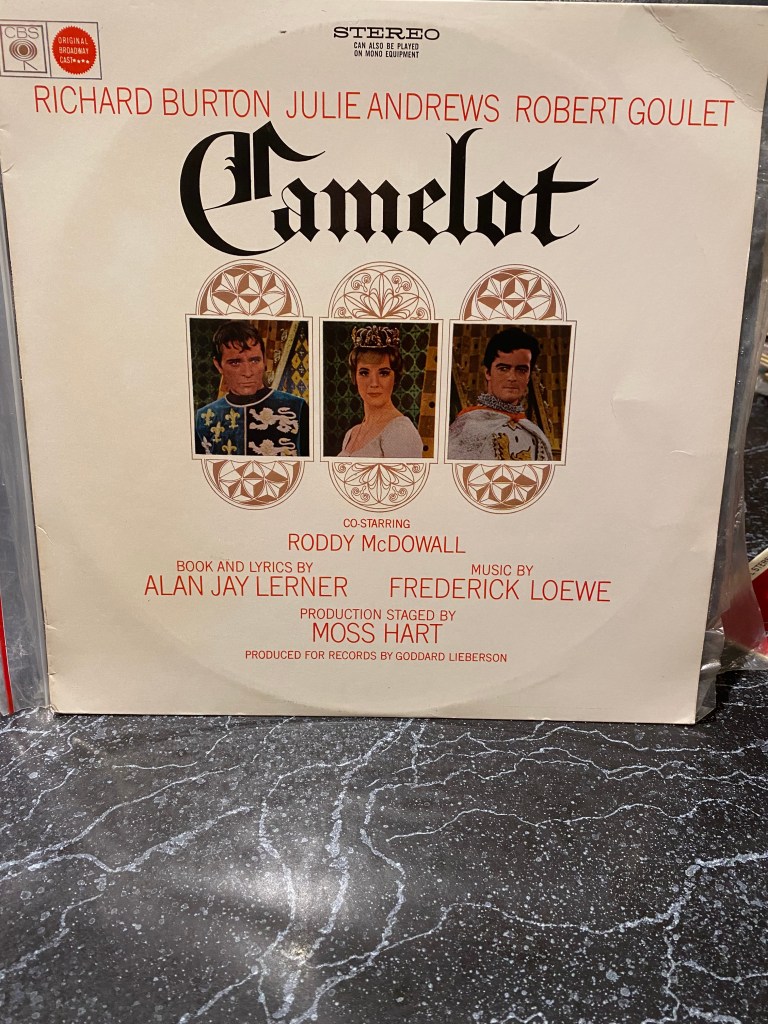 CBS
ORIGINAL
BROADWAY
CAST****
STEREO
CAN ALSO BE PLAYED
ON MONO EQUIPMENT
RICHARD BURTON JULIE ANDREWS ROBERT GOULET
Camelot
CO-STARRING
RODDY McDOWALL
BOOK AND LYRICS BY
ALAN JAY LERNER
MUSIC BY
FREDERICK LOEWE
PRODUCTION STAGED BY
MOSS HART
PRODUCED FOR RECORDS BY GODDARD LIEBERSON